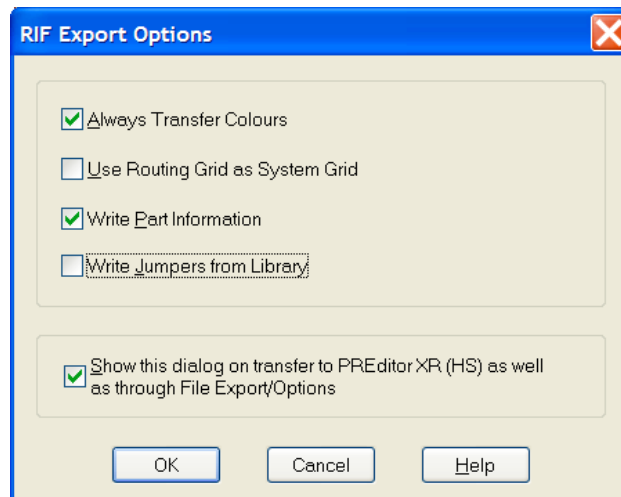 RIF Export Options
Always Transfer Colours
Use Routing Grid as System Grid
Write Part Information
Write Jumpers from Library
Show this dialog on transfer to PREditor XR (HS) as well
as through File Export/Options
OK
Cancel
Help